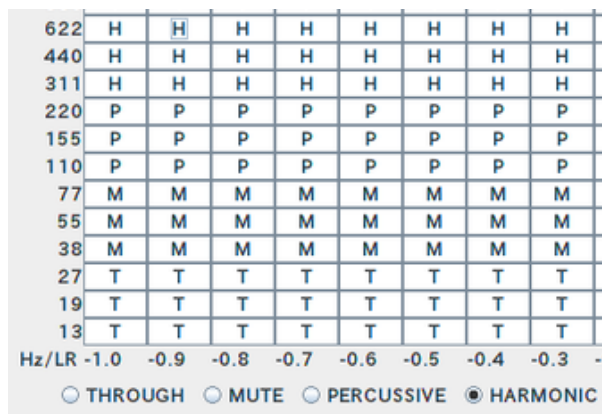 622 H H H H H H H H
440 H H H H H H H H
311 H H H H H H H H
220 P P P P P P P P
155 P P P P P P P P
110 P P P P P P P P
77 M M M M M M M M
55 M M M M M M M M
38 M M M M M M M M
27 T T T T T T T T
19 T T T T T T T T
13 T T T T T T T T
Hz/LR -1.0 -0.9 -0.8 -0.7 -0.6 -0.5 -0.4 -0.3
THROUGH MUTE PERCUSSIVE HARMONIC